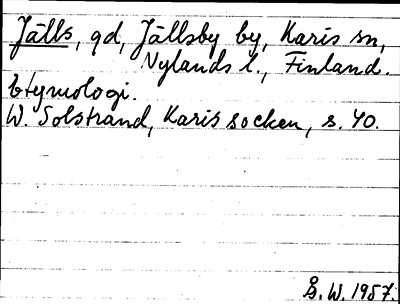 Jälls, gd, Jällsby by, Karis sn,
Nylands l., Finland.
Etymologi.
W. Solstrand, Karis socken, s. 40.
Å. W. 1957.